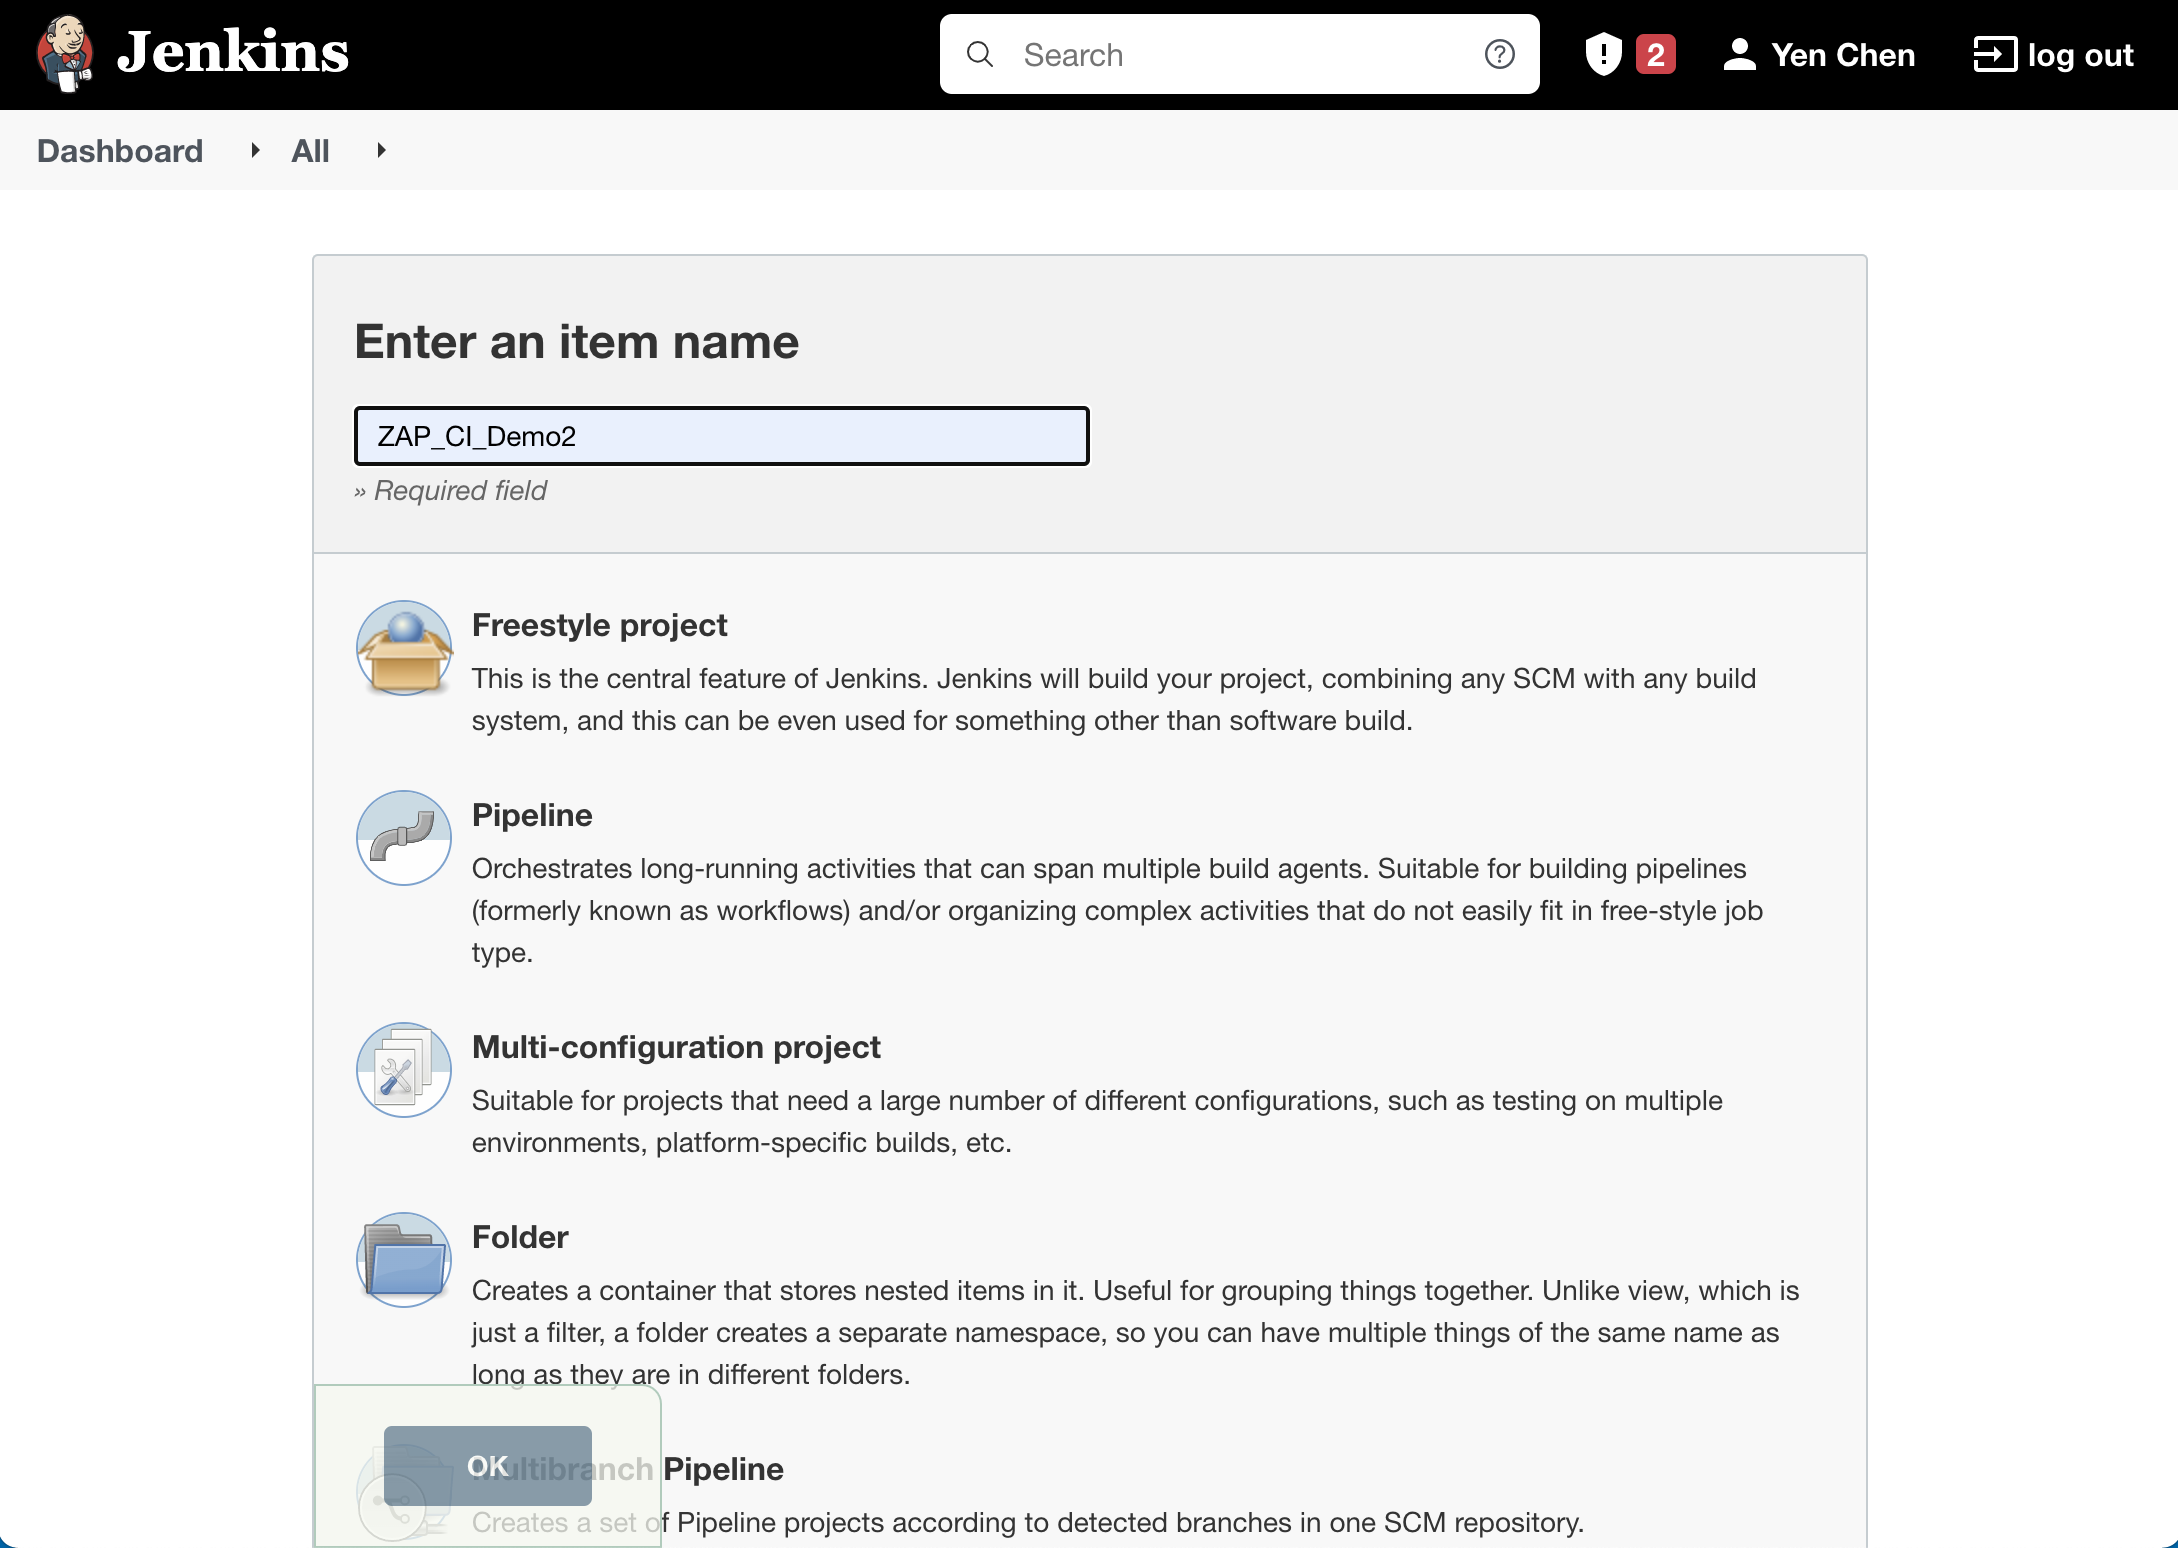 Jenkins
Search
2
Yen Chen
log out
Dashboard
All
Enter an item name
ZAP_CI_Demo2
» Required field
Freestyle project
This is the central feature of Jenkins. Jenkins will build your project, combining any SCM with any build
system, and this can be even used for something other than software build.
Pipeline
Orchestrates long-running activities that can span multiple build agents. Suitable for building pipelines
(formerly known as workflows) and/or organizing complex activities that do not easily fit in free-style job
type.
Multi-configuration project
Suitable for projects that need a large number of different configurations, such as testing on multiple
environments, platform-specific builds, etc.
Folder
Creates a container that stores nested items in it. Useful for grouping things together. Unlike view, which is
just a filter, a folder creates a separate namespace, so you can have multiple things of the same name as
long as they are in different folders.
OK
Multibranch Pipeline
Creates a set of Pipeline projects according to detected branches in one SCM repository.